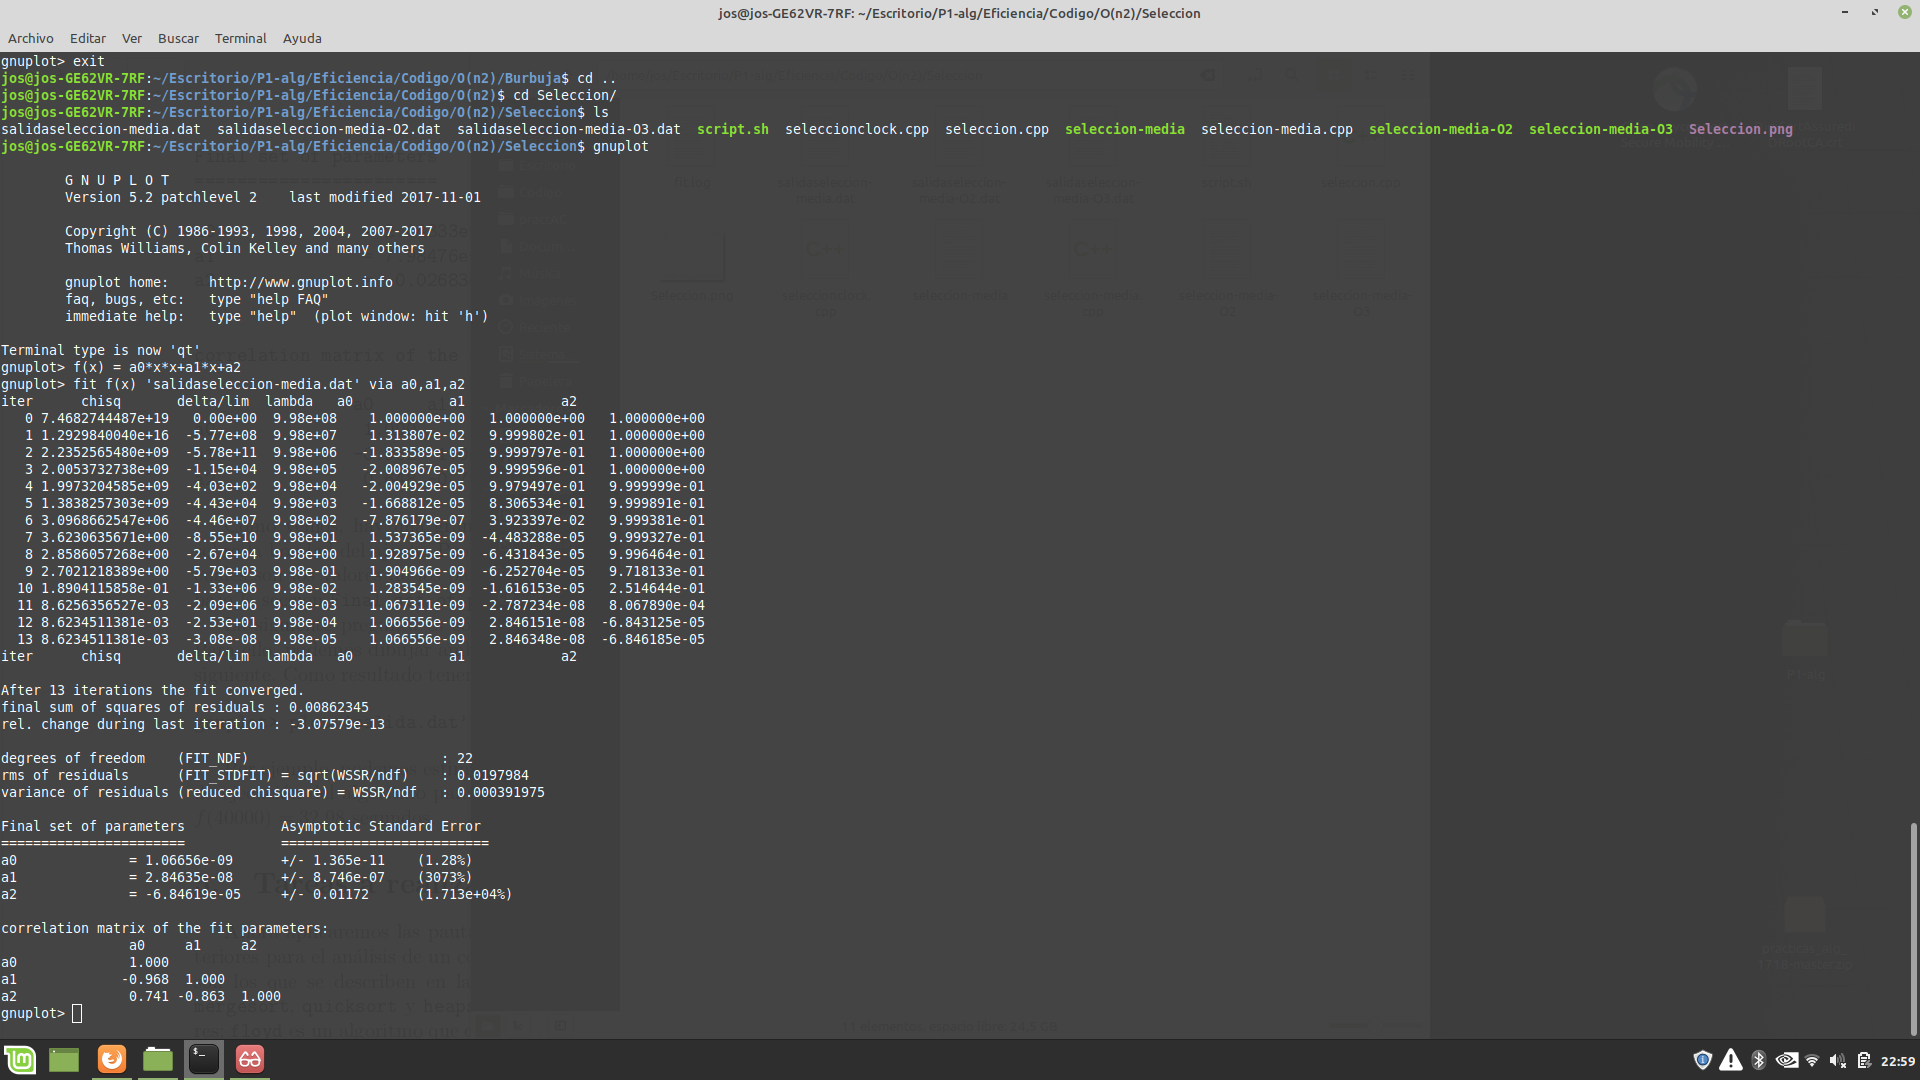 jos@jos-GE62VR-7RF: ~/Escritorio/P1-alg/Eficiencia/Codigo/O(n2)/Seleccion
Archivo Editar Ver Buscar Terminal Ayuda
gnuplot> exit
jos@jos-GE62VR-7RF:~/Escritorio/P1-alg/Eficiencia/Codigo/O(n2)/Burbuja$ cd ..
jos@jos-GE62VR-7RF:~/Escritorio/P1-alg/Eficiencia/Codigo/O(n2)$ cd Seleccion/
jos@jos-GE62VR-7RF:~/Escritorio/P1-alg/Eficiencia/Codigo/O(n2)/Seleccion$ ls
salidaseleccion-media.dat salidaseleccion-media-O2.dat salidaseleccion-media-O3.dat script.sh seleccionclock.cpp seleccion.cpp seleccion-media seleccion-media.cpp seleccion-media-O2 seleccion-media-O3 Seleccion.png
jos@jos-GE62VR-7RF:~/Escritorio/P1-alg/Eficiencia/Codigo/O(n2)/Seleccion$ gnuplot
G N U P L O T
Version 5.2 patchlevel 2 last modified 2017-11-01
Copyright (C) 1986-1993, 1998, 2004, 2007-2017
Thomas Williams, Colin Kelley and many others
gnuplot home: http://www.gnuplot.info
faq, bugs, etc: type "help FAQ"
immediate help: type "help" (plot window: hit 'h')
Terminal type is now 'qt'
gnuplot> f(x) = a0*x*x+a1*x+a2
gnuplot> fit f(x) 'salidaseleccion-media.dat' via a0,a1,a2
iter chisq delta/lim lambda a0 a1 a2
0 7.4682744487e+19 0.00e+00 9.98e+08 1.000000e+00 1.000000e+00 1.000000e+00
1 1.2929840040e+16 -5.77e+08 9.98e+07 1.313807e-02 9.999802e-01 1.000000e+00
2 2.2352565480e+09 -5.78e+11 9.98e+06 -1.833589e-05 9.999797e-01 1.000000e+00
3 2.0053732738e+09 -1.15e+04 9.98e+05 -2.008967e-05 9.999596e-01 1.000000e+00
4 1.9973204585e+09 -4.03e+02 9.98e+04 -2.004929e-05 9.979497e-01 9.999999e-01
5 1.3838257303e+09 -4.43e+04 9.98e+03 -1.668812e-05 8.306534e-01 9.999891e-01
6 3.0968662547e+06 -4.46e+07 9.98e+02 -7.876179e-07 3.923397e-02 9.999381e-01
7 3.6230635671e+00 -8.55e+10 9.98e+01 1.537365e-09 -4.483288e-05 9.999327e-01
8 2.8586057268e+00 -2.67e+04 9.98e+00 1.928975e-09 -6.431843e-05 9.996464e-01
9 2.7021218389e+00 -5.79e+03 9.98e-01 1.904966e-09 -6.252704e-05 9.718133e-01
10 1.8904115858e-01 -1.33e+06 9.98e-02 1.283545e-09 -1.616153e-05 2.514644e-01
11 8.6256356527e-03 -2.09e+06 9.98e-03 1.067311e-09 -2.787234e-08 8.067890e-04
12 8.6234511381e-03 -2.53e+01 9.98e-04 1.066556e-09 2.846151e-08 -6.843125e-05
13 8.6234511381e-03 -3.08e-08 9.98e-05 1.066556e-09 2.846348e-08 -6.846185e-05
iter chisq delta/lim lambda a0 a1 a2
After 13 iterations the fit converged.
final sum of squares of residuals : 0.00862345
rel. change during last iteration : -3.07579e-13
degrees of freedom (FIT_NDF) : 22
rms of residuals (FIT_STDFIT) = sqrt(WSSR/ndf) : 0.0197984
variance of residuals (reduced chisquare) = WSSR/ndf : 0.000391975
Final set of parameters Asymptotic Standard Error
======================= ==========================
a0 = 1.06656e-09 +/- 1.365e-11 (1.28%)
a1 = 2.84635e-08 +/- 8.746e-07 (3073%)
a2 = -6.84619e-05 +/- 0.01172 (1.713e+04%)
correlation matrix of the fit parameters:
a0 a1 a2
a0 1.000
a1 -0.968 1.000
a2 0.741 -0.863 1.000
gnuplot>
22:59